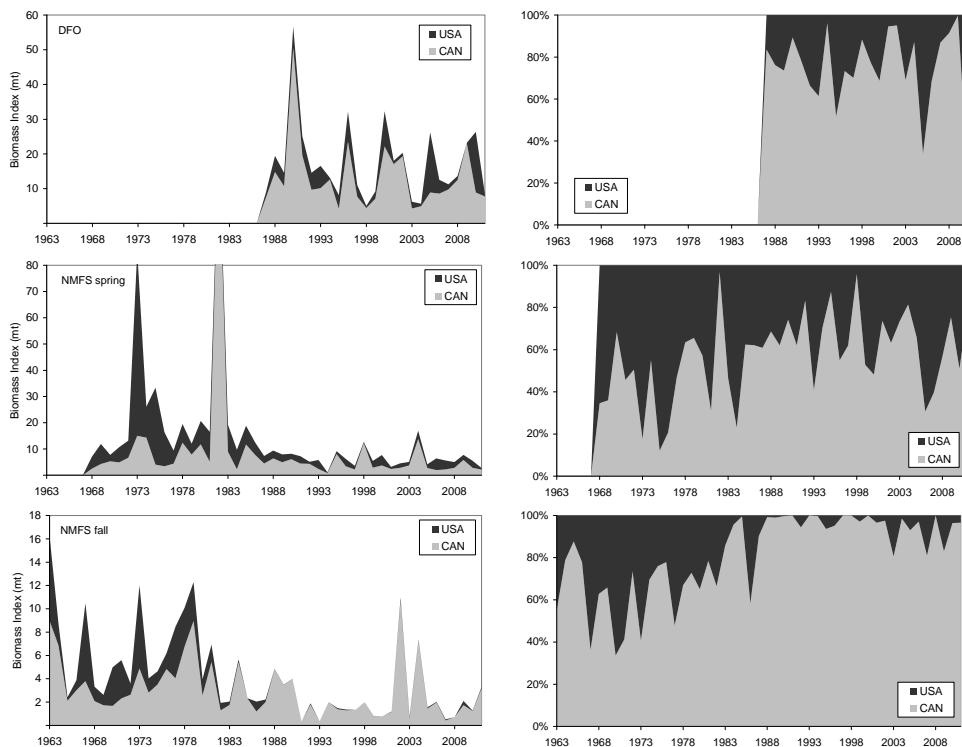 DFO
USA
CAN
Biomass Index (mt)
60
50
40
30
20
10
1963 1968 1973 1978 1983 1988 1993 1998 2003 2008
100%
80%
60%
40%
20%
0%
USA
CAN
1963 1968 1973 1978 1983 1988 1993 1998 2003 2008
NMFS spring
USA
CAN
Biomass Index (mt)
80
70
60
50
40
30
20
10
1963 1968 1973 1978 1983 1988 1993 1998 2003 2008
100%
80%
60%
40%
20%
0%
USA
CAN
1963 1968 1973 1978 1983 1988 1993 1998 2003 2008
NMFS fall
USA
CAN
Biomass Index (mt)
18
16
14
12
10
8
6
4
2
1963 1968 1973 1978 1983 1988 1993 1998 2003 2008
100%
80%
60%
40%
20%
0%
USA
CAN
1963 1968 1973 1978 1983 1988 1993 1998 2003 2008